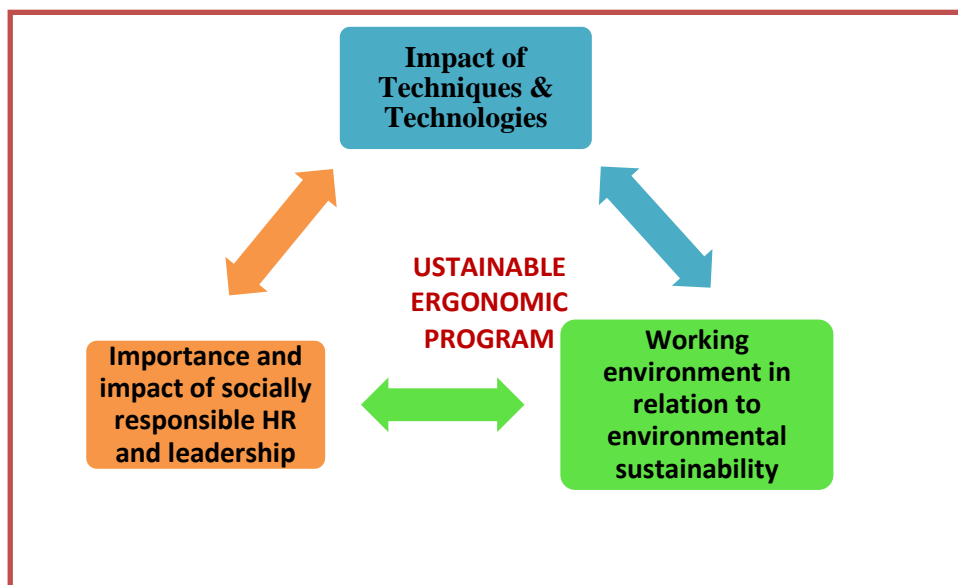 Impact of
Techniques &
Technologies
USTAINABLE
ERGONOMIC
PROGRAM
Importance and
impact of socially
responsible HR
and leadership
Working
environment in
relation to
environmental
sustainability